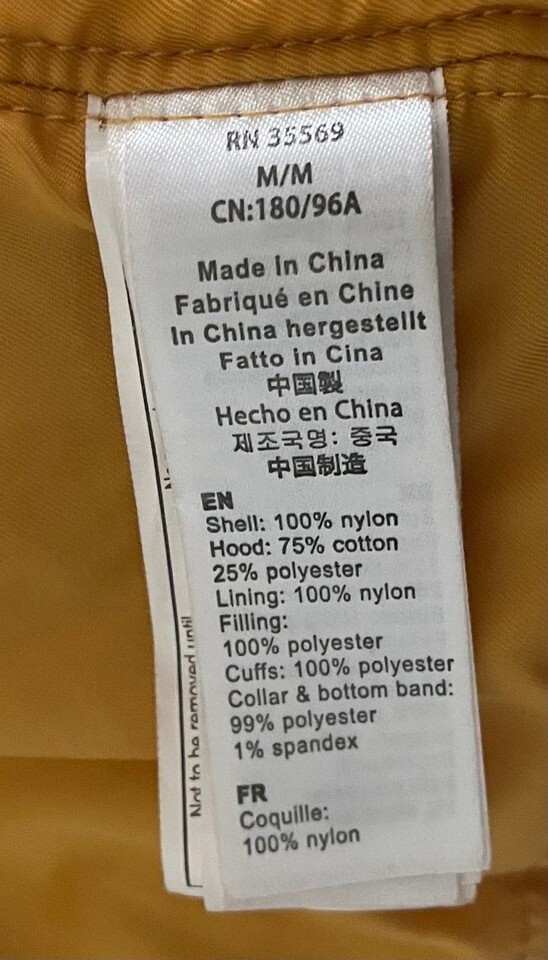 RN 35569
M/M
CN:180/96A
Made in China
Fabriqué en Chine
In China hergestellt
Fatto in Cina
中国製
Hecho en China
제조국명: 중국
中国制造
EN
Shell: 100% nylon
Hood: 75% cotton
25% polyester
Lining: 100% nylon
Filling:
100% polyester
Cuffs: 100% polyester
Collar & bottom band:
99% polyester
1% spandex
FR
Coquille:
100% nylon
Not to be removed until